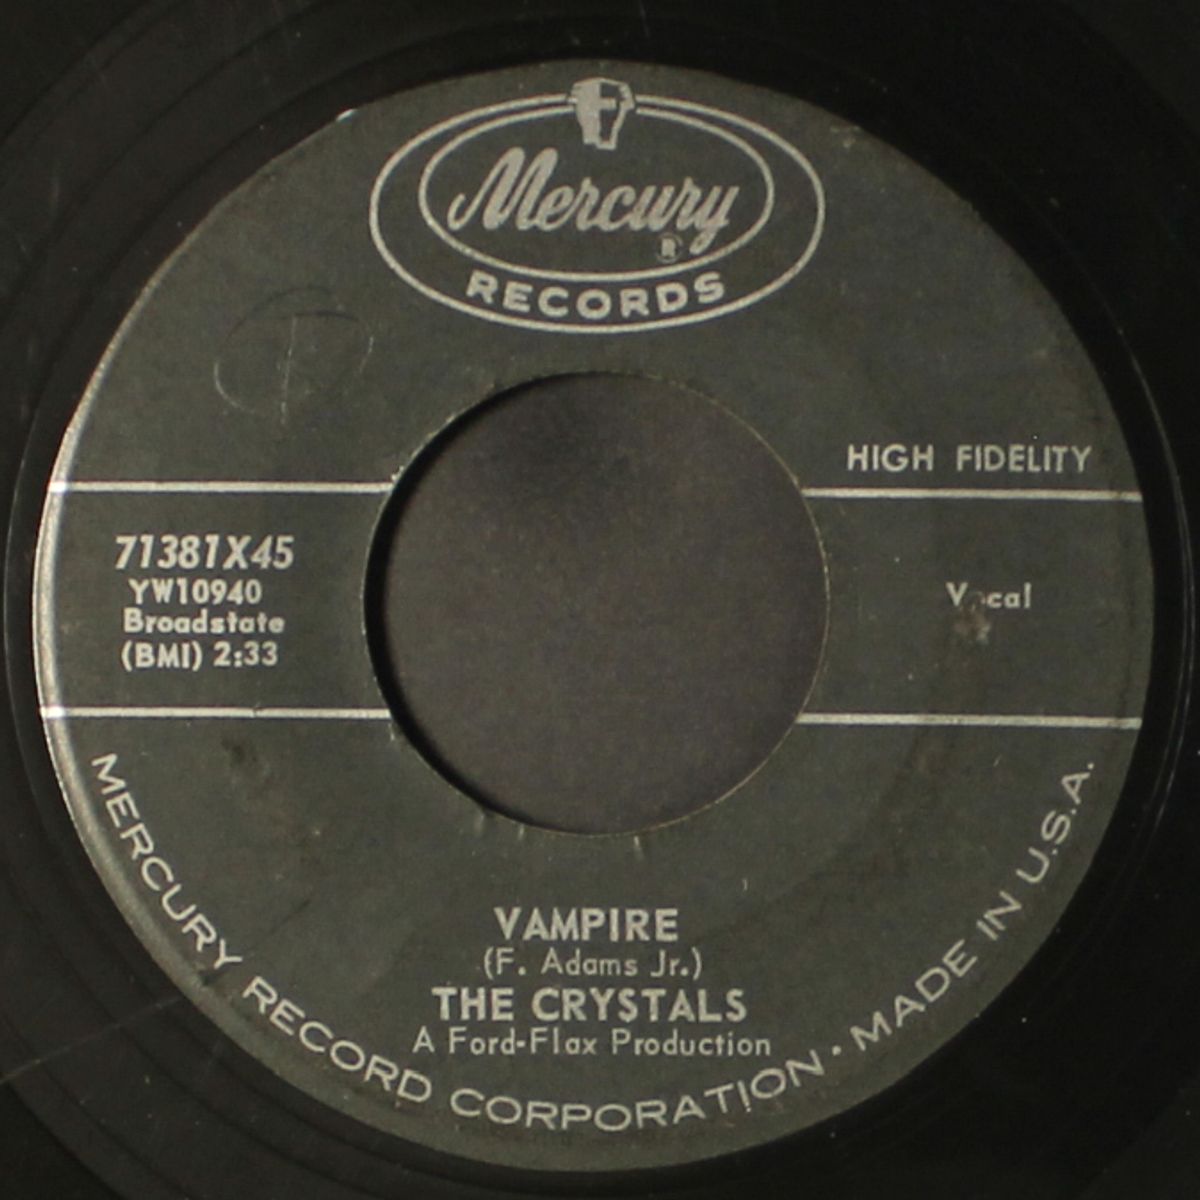 Mercury
®
RECORDS
HIGH FIDELITY
71381X45
YW10940
Broadstate
(BMI) 2:33
Vocal
VAMPIRE
(F. Adams Jr.)
THE CRYSTALS
A Ford-Flax Production
MERCURY RECORD CORPORATION • MADE IN U.S.A.